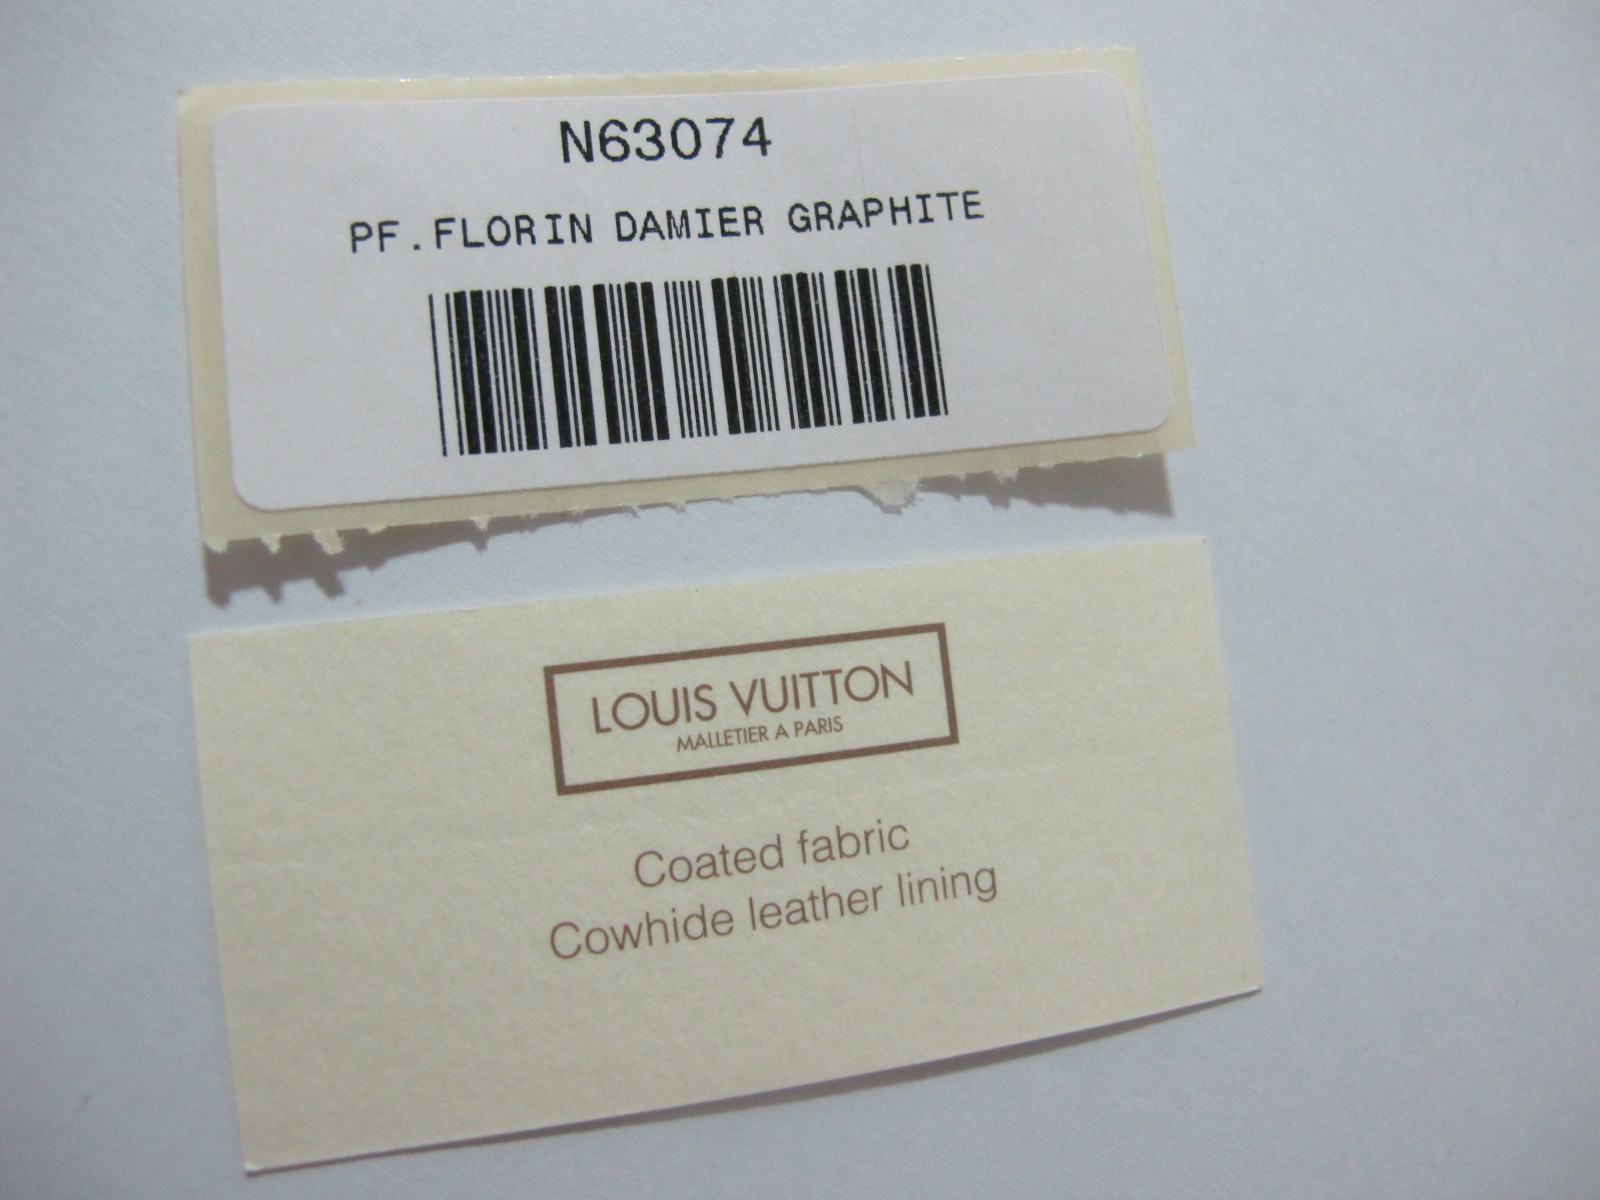 N63074
PF.FLORIN DAMIER GRAPHITE
LOUIS VUITTON
MALLETIER A PARIS
Coated fabric
Cowhide leather lining